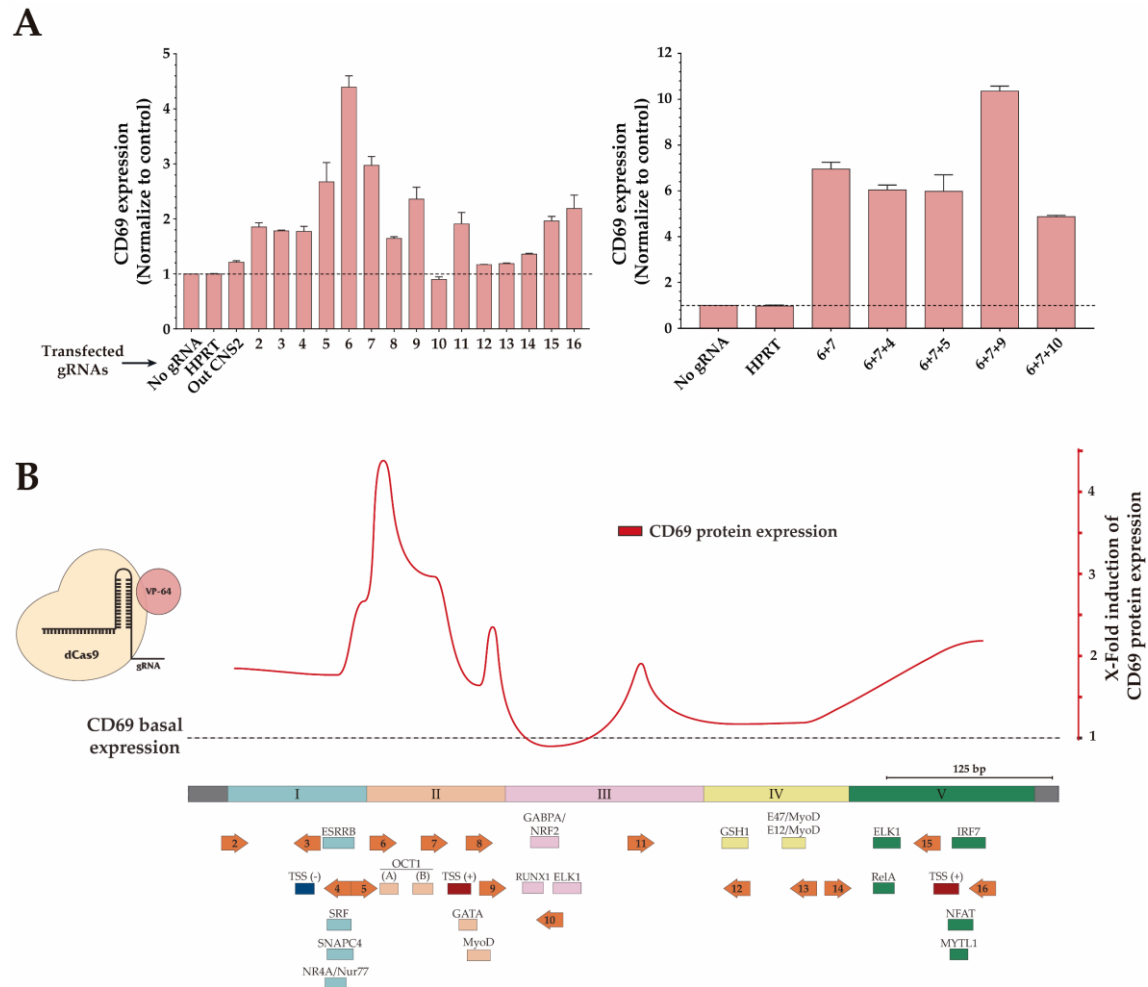 A
CD69 expression
(Normalize to control)
5
4
3
2
1
0
Transfected
gRNAs
No gRNA
HPRT
Out CNS2
2 3 4 5 6 7 8 9 10 11 12 13 14 15 16
CD69 expression
(Normalize to control)
12
10
8
6
4
2
0
No gRNA
HPRT
6+7
6+7+4
6+7+5
6+7+9
6+7+10
B
VP-64
dCas9
gRNA
CD69 protein expression
4
3
2
1
X-Fold induction of
CD69 protein expression
CD69 basal
expression
125 bp
I II III IV V
GABPA/
NRF2
E47/MyoD
E12/MyoD
ESRRB
GSH1
ELK1
IRF7
2 3 6 7 8 11 15
OCT1
TSS (-)
(A)
(B)
TSS (+)
RUNX1
ELK1
RelA
TSS (+)
4 5 9 12 13 14 16
SRF
GATA
10
NFAT
SNAPC4
MyoD
MYTL1
NR4A/Nur77